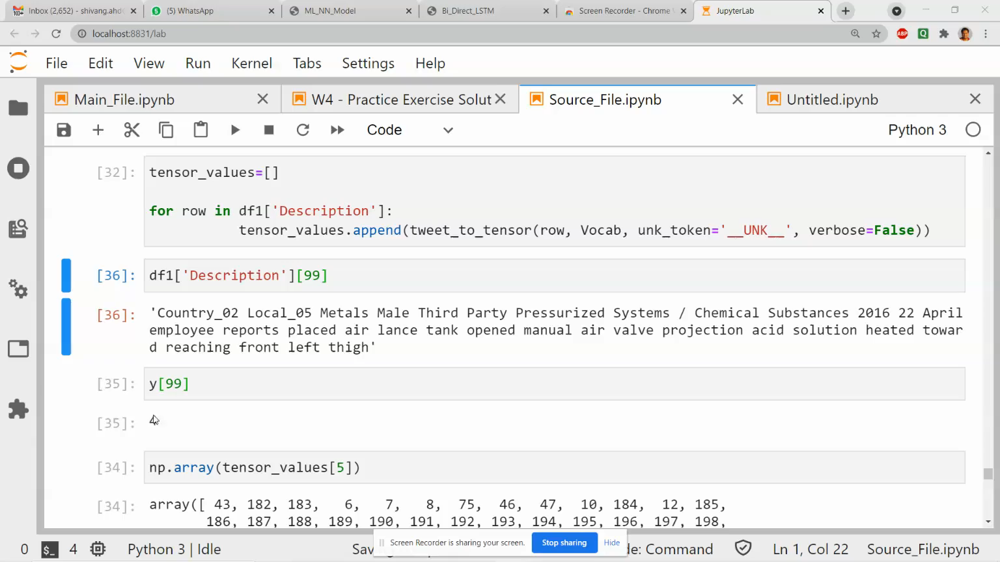 Inbox (2,652) - shivang.ahd
(5) WhatsApp
ML_NN_Model
Bi_Direct_LSTM
Screen Recorder - Chrome
JupyterLab
localhost:8831/lab
File Edit View Run Kernel Tabs Settings Help
Main_File.ipynb
W4 - Practice Exercise Solut
Source_File.ipynb
Untitled.ipynb
Code
Python 3
[32]:
tensor_values=[]
for row in df1['Description']:
tensor_values.append(tweet_to_tensor(row, Vocab, unk_token='__UNK__', verbose=False))
[36]:
df1['Description'][99]
[36]:
'Country_02 Local_05 Metals Male Third Party Pressurized Systems / Chemical Substances 2016 22 April
employee reports placed air lance tank opened manual air valve projection acid solution heated towar
d reaching front left thigh'
[35]:
y[99]
[35]:
4
[34]:
np.array(tensor_values[5])
[34]:
array([ 43, 182, 183, 6, 7, 8, 75, 46, 47, 10, 184, 12, 185,
186, 187, 188, 189, 190, 191, 192, 193, 194, 195, 196, 197, 198,
Screen Recorder is sharing your screen.
Stop sharing
Hide
0
4
Python 3 | Idle
Savin
de: Command
Ln 1, Col 22
Source_File.ipynb
100+
ABP